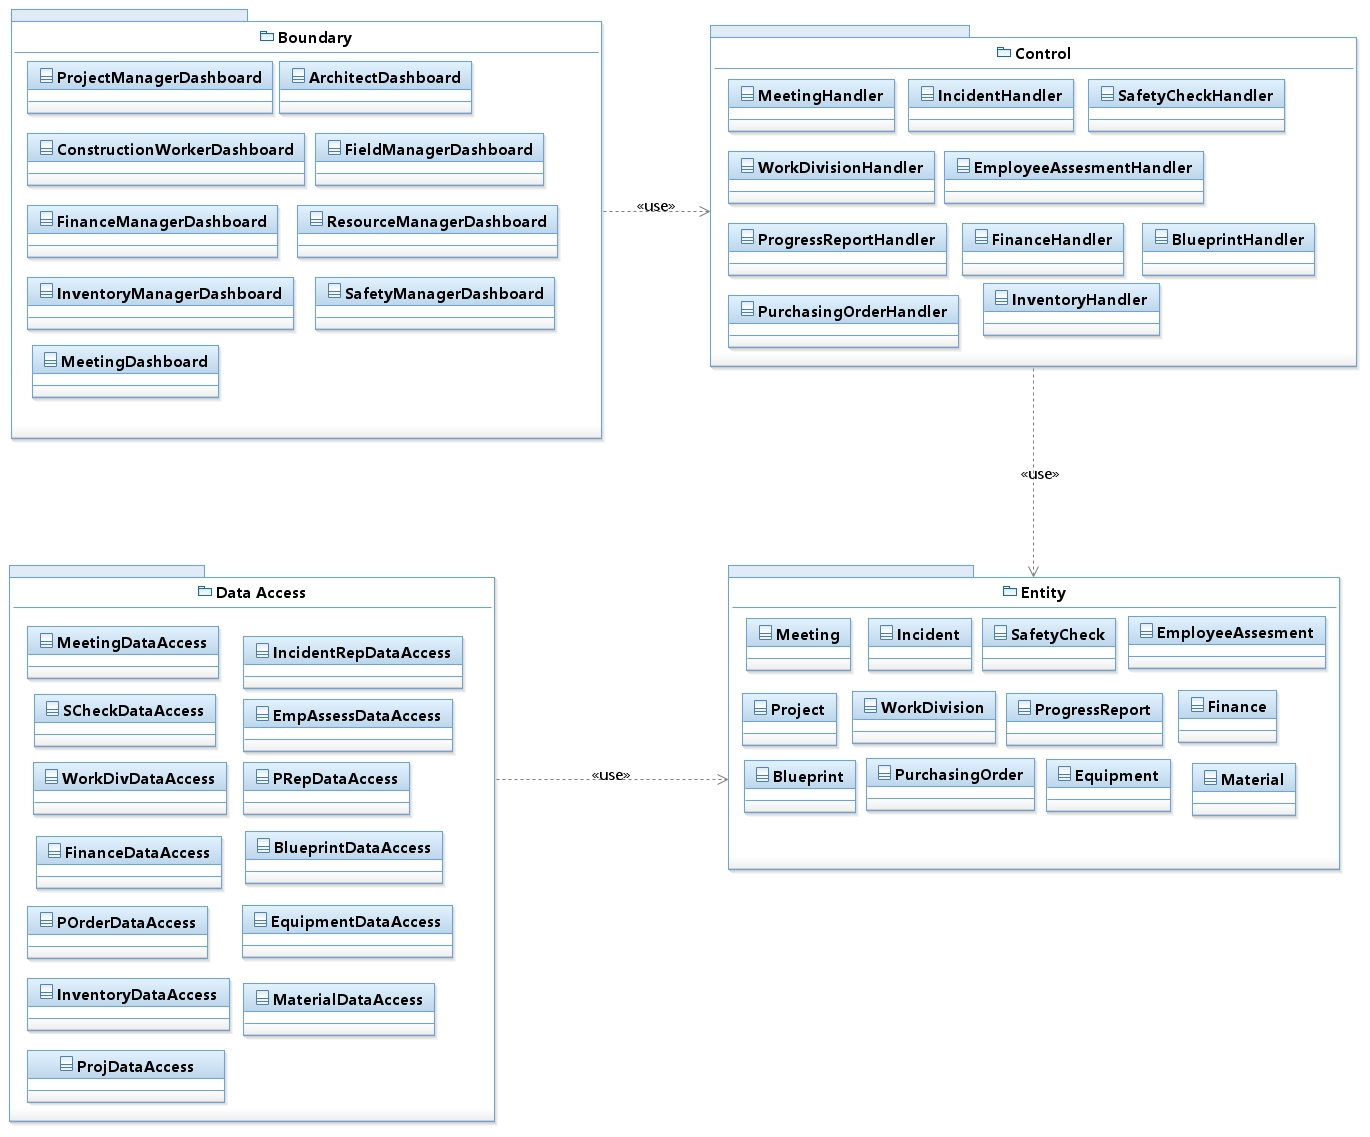 Boundary
ProjectManagerDashboard
ArchitectDashboard
ConstructionWorkerDashboard
FieldManagerDashboard
FinanceManagerDashboard
ResourceManagerDashboard
InventoryManagerDashboard
SafetyManagerDashboard
MeetingDashboard
«use»
Control
MeetingHandler
IncidentHandler
SafetyCheckHandler
WorkDivisionHandler
EmployeeAssesmentHandler
ProgressReportHandler
FinanceHandler
BlueprintHandler
PurchasingOrderHandler
InventoryHandler
«use»
Data Access
MeetingDataAccess
IncidentRepDataAccess
SCheckDataAccess
EmpAssessDataAccess
WorkDivDataAccess
PRepDataAccess
FinanceDataAccess
BlueprintDataAccess
POrderDataAccess
EquipmentDataAccess
InventoryDataAccess
MaterialDataAccess
ProjDataAccess
«use»
Entity
Meeting
Incident
SafetyCheck
EmployeeAssesment
Project
WorkDivision
ProgressReport
Finance
Blueprint
PurchasingOrder
Equipment
Material